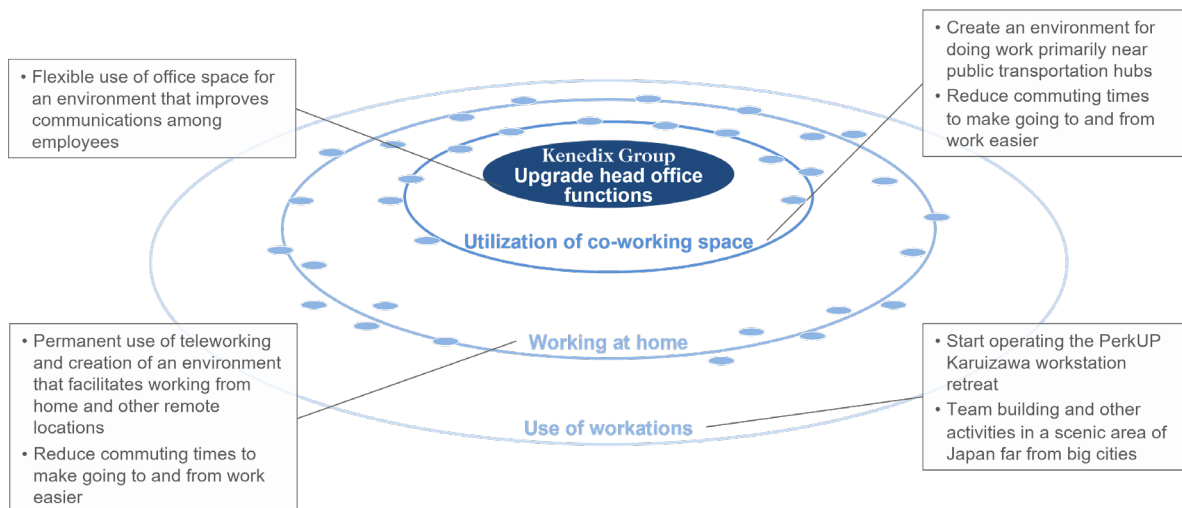 • Flexible use of office space for
an environment that improves
communications among
employees
• Create an environment for
doing work primarily near
public transportation hubs
• Reduce commuting times
to make going to and from
work easier
Kenedix Group
Upgrade head office
functions
Utilization of co-working space
Working at home
Use of workations
• Permanent use of teleworking
and creation of an environment
that facilitates working from
home and other remote
locations
• Reduce commuting times to
make going to and from work
easier
• Start operating the PerkUP
Karuizawa workstation
retreat
• Team building and other
activities in a scenic area of
Japan far from big cities